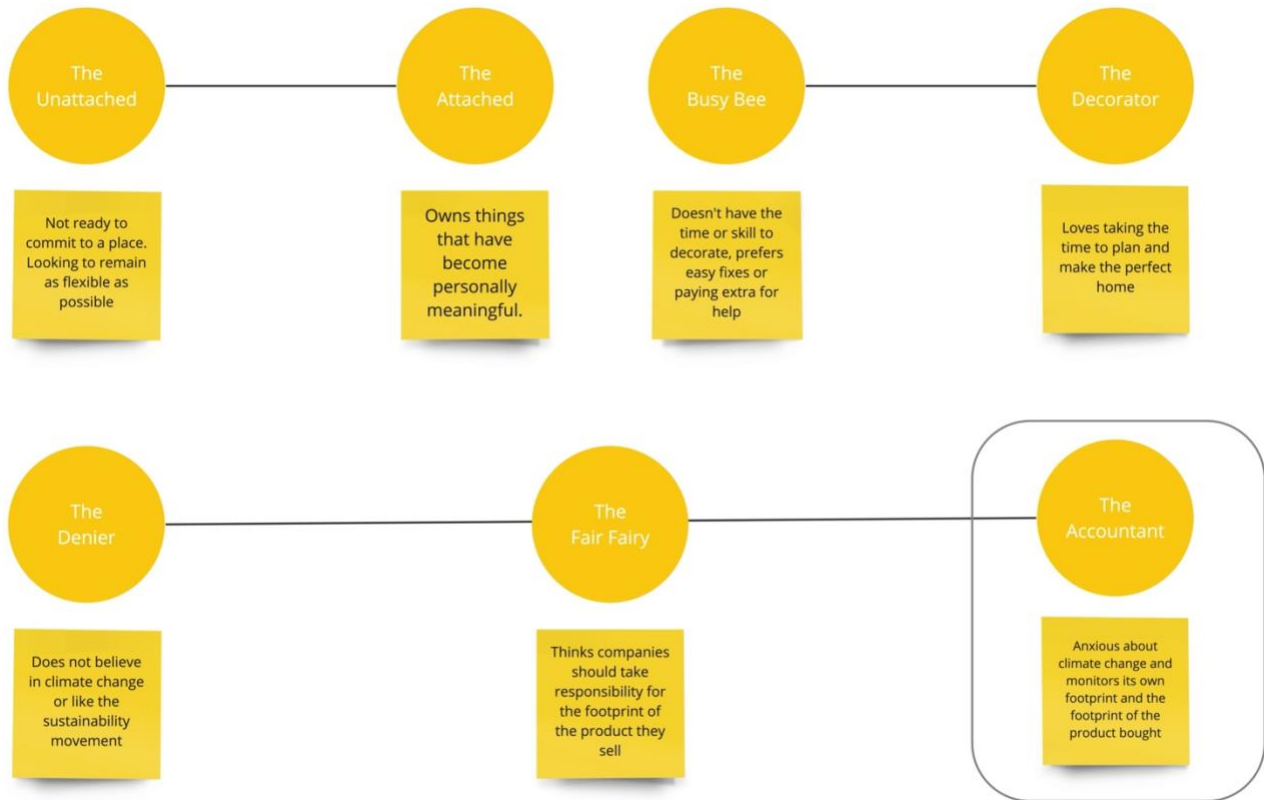 The
Unattached
The
Attached
The
Busy Bee
The
Decorator
Not ready to
commit to a place.
Looking to remain
as flexible as
possible
Owns things
that have
become
personally
meaningful.
Doesn't have the
time or skill to
decorate, prefers
easy fixes or
paying extra for
help
Loves taking the
time to plan and
make the perfect
home
The
Denier
The
Fair Fairy
The
Accountant
Does not believe
in climate change
or like the
sustainability
movement
Thinks companies
should take
responsibility for
the footprint of
the product they
sell
Anxious about
climate change and
monitors its own
footprint and the
footprint of the
product bought